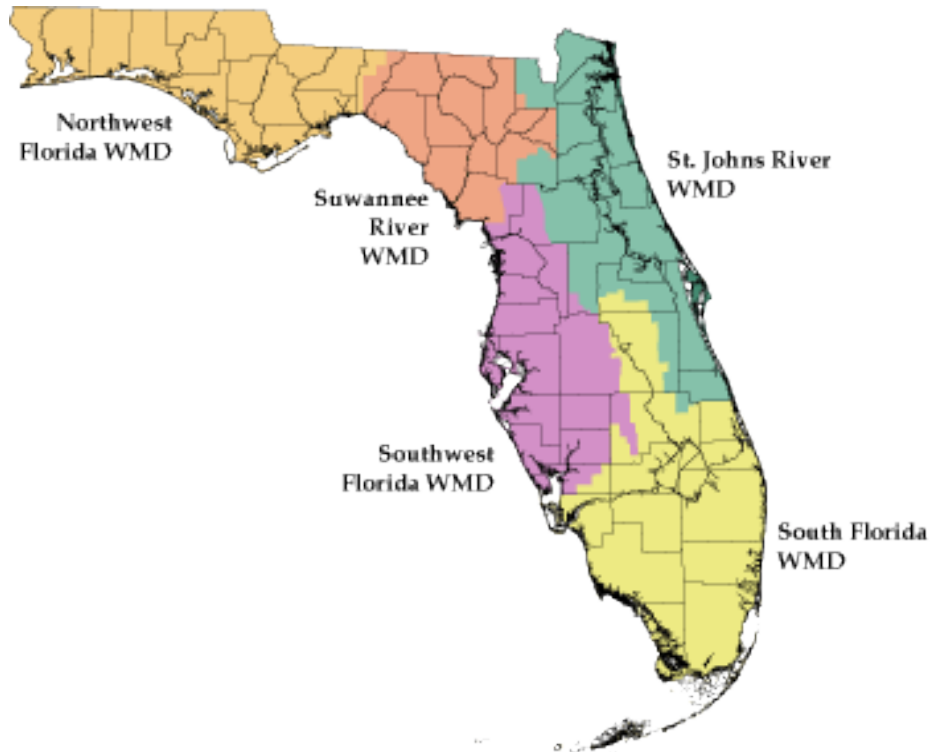 Northwest
Florida WMD
St. Johns River
WMD
Suwannee
River
WMD
Southwest
Florida WMD
South Florida
WMD